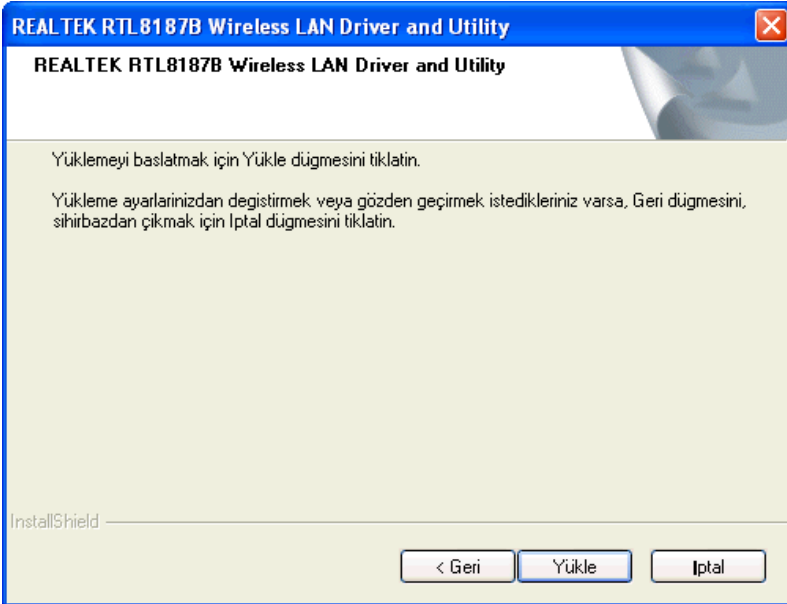 REALTEK RTL8187B Wireless LAN Driver and Utility
REALTEK RTL8187B Wireless LAN Driver and Utility
Yüklemeyi baslatmak için Yükle dügmesini tiklatin.
Yükleme ayarlarinizdan degistirmek veya gözden geçirmek istedikleriniz varsa, Geri dügmesini,
sihirbazdan çikmak için Iptal dügmesini tiklatin.
InstallShield
< Geri Yükle Iptal